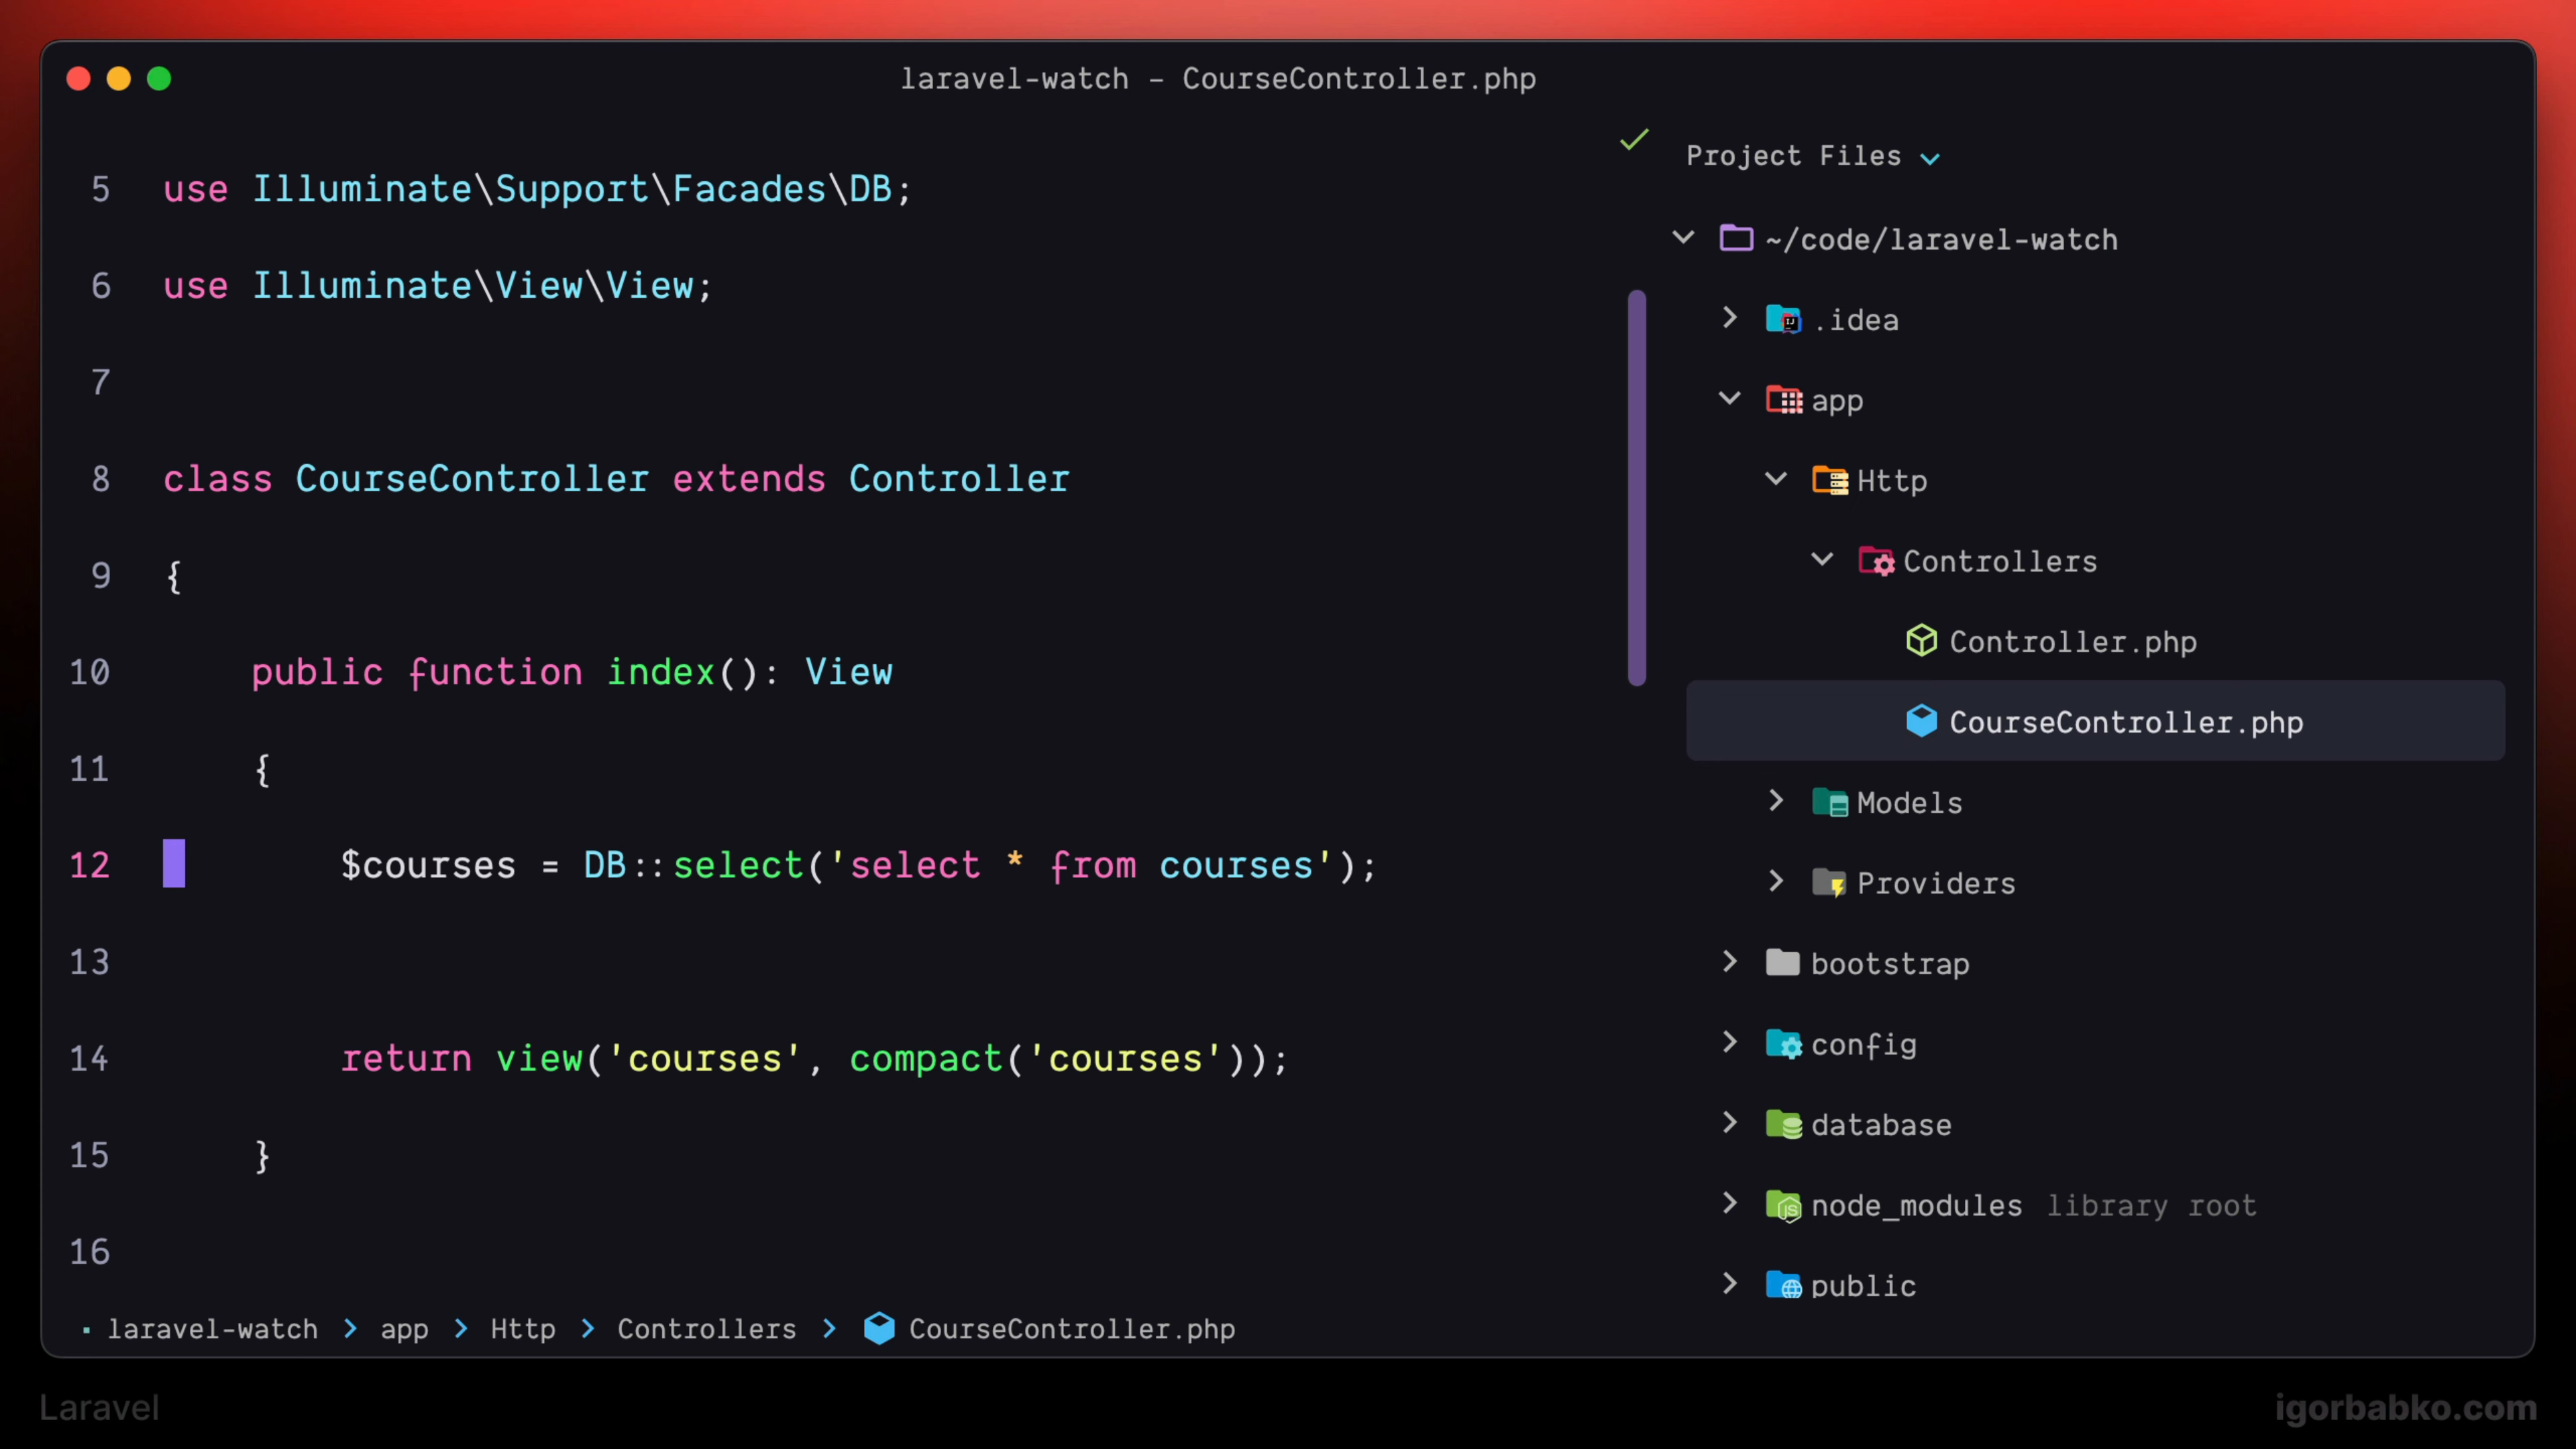 laravel-watch – CourseController.php
5 use Illuminate\Support\Facades\DB;
6 use Illuminate\View\View;
7
8 class CourseController extends Controller
9 {
10 public function index(): View
11 {
12 $courses = DB::select('select * from courses');
13
14 return view('courses', compact('courses'));
15 }
16
laravel-watch > app > Http > Controllers > CourseController.php
Project Files
~/code/laravel-watch
.idea
app
Http
Controllers
Controller.php
CourseController.php
Models
Providers
bootstrap
config
database
node_modules library root
public
Laravel
igorbabko.com